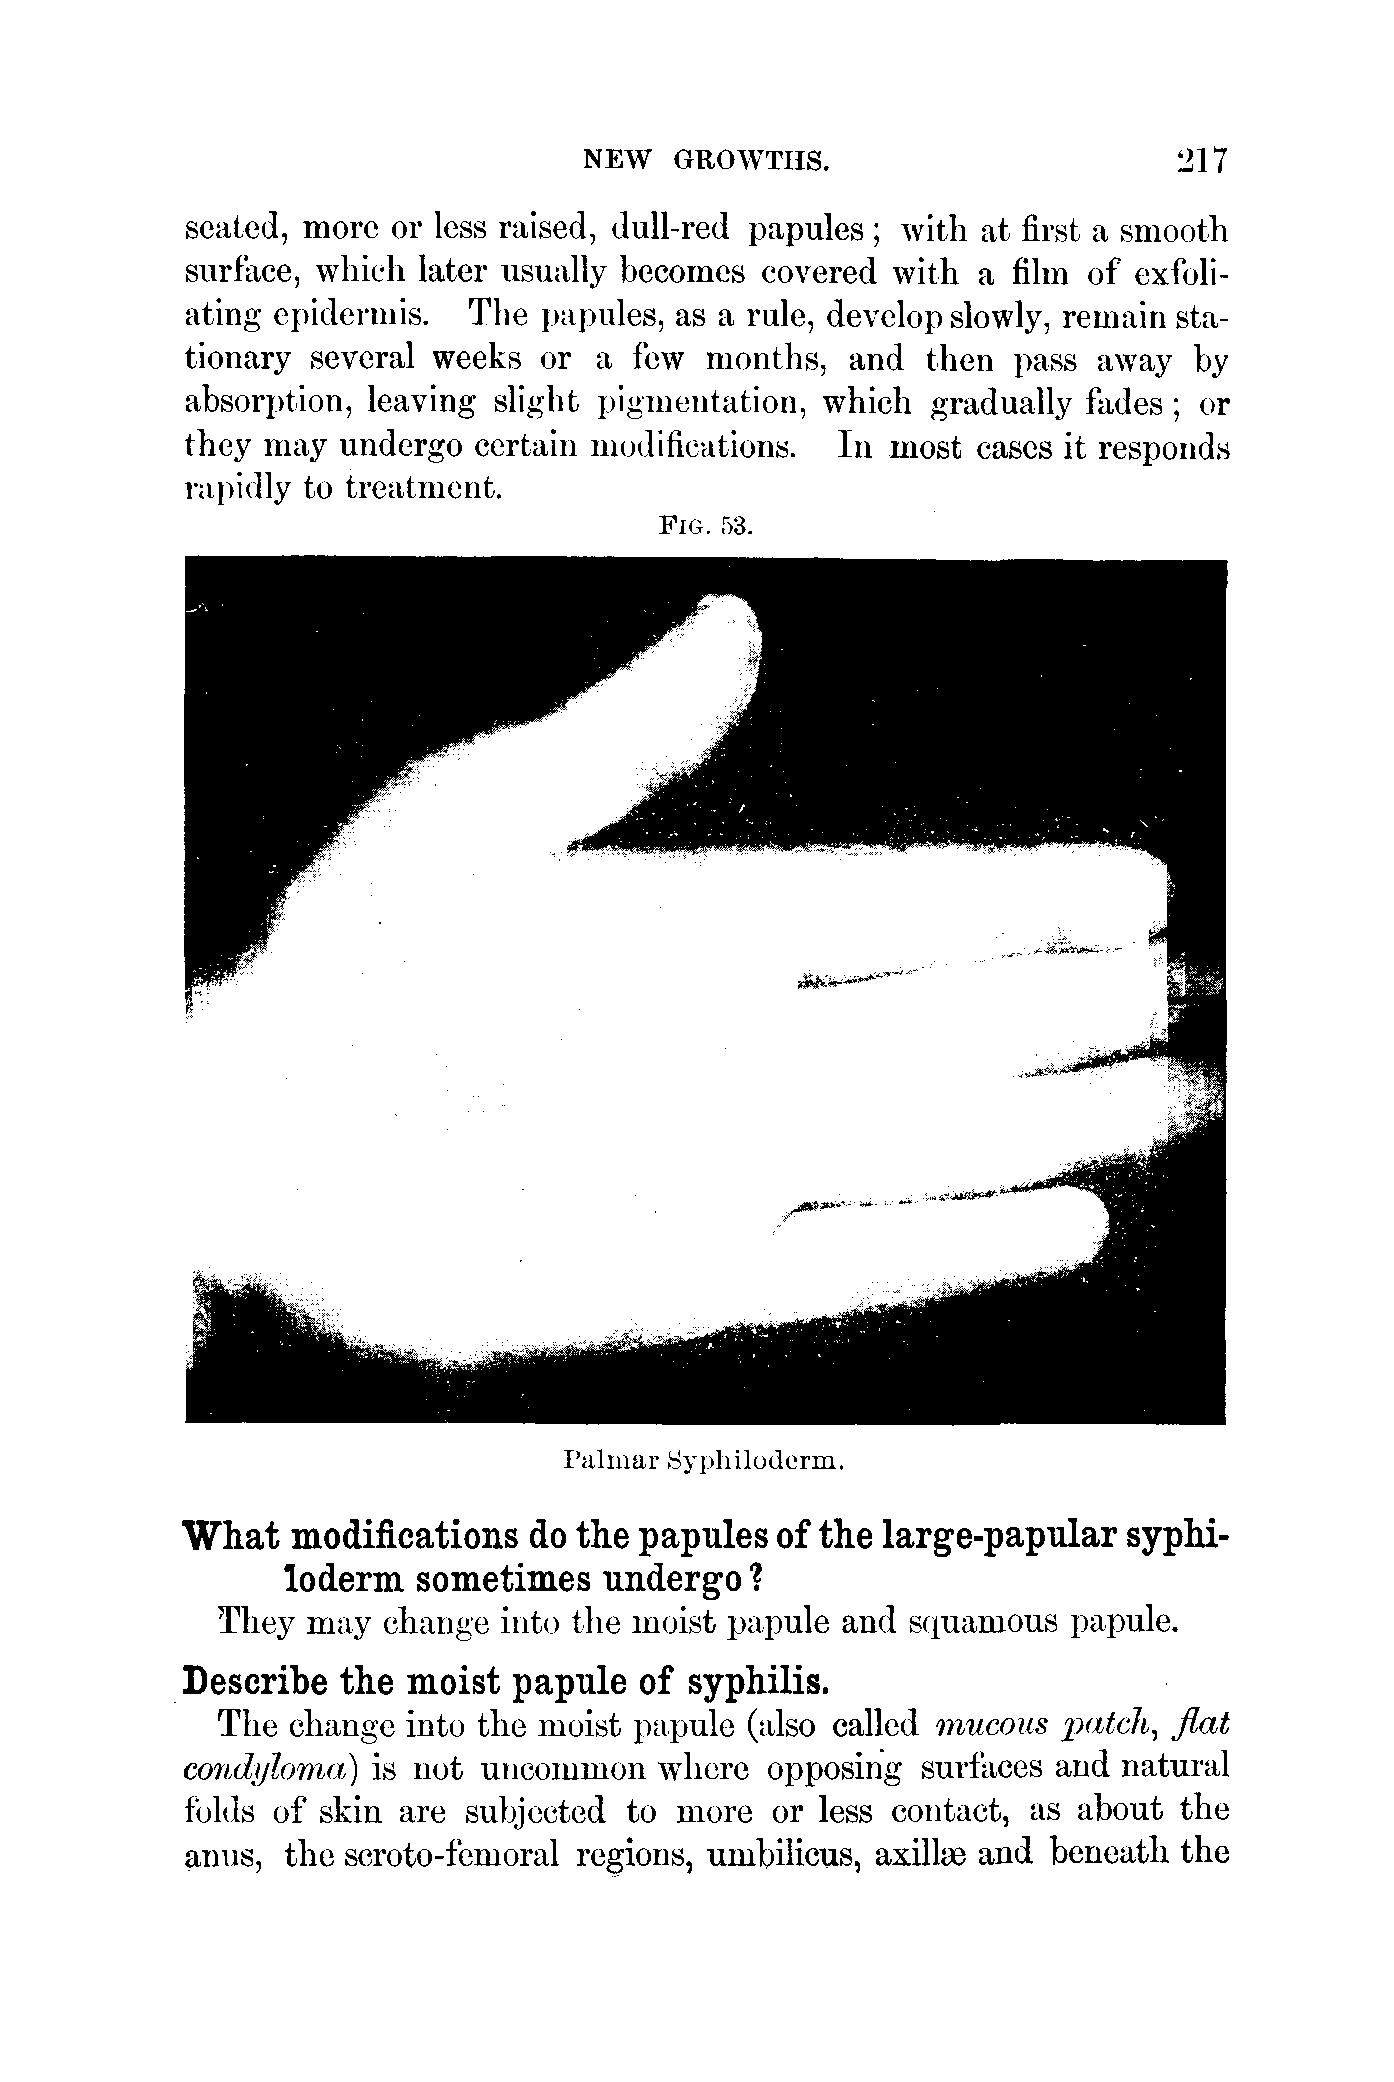 NEW GROWTHS. 217
seated, more or less raised, dull-red papules; with at first a smooth
surface, which later usually becomes covered with a film of exfoli-
ating epidermis. The papules, as a rule, develop slowly, remain sta-
tionary several weeks or a few months, and then pass away by
absorption, leaving slight pigmentation, which gradually fades; or
they may undergo certain modifications. In most cases it responds
rapidly to treatment.
FIG. 53.
Palmar Syphiloderm.
What modifications do the papules of the large-papular syphi-
loderm sometimes undergo?
They may change into the moist papule and squamous papule.
Describe the moist papule of syphilis.
The change into the moist papule (also called mucous patch, flat
condyloma) is not uncommon where opposing surfaces and natural
folds of skin are subjected to more or less contact, as about the
anus, the scroto-femoral regions, umbilicus, axillæ and beneath the